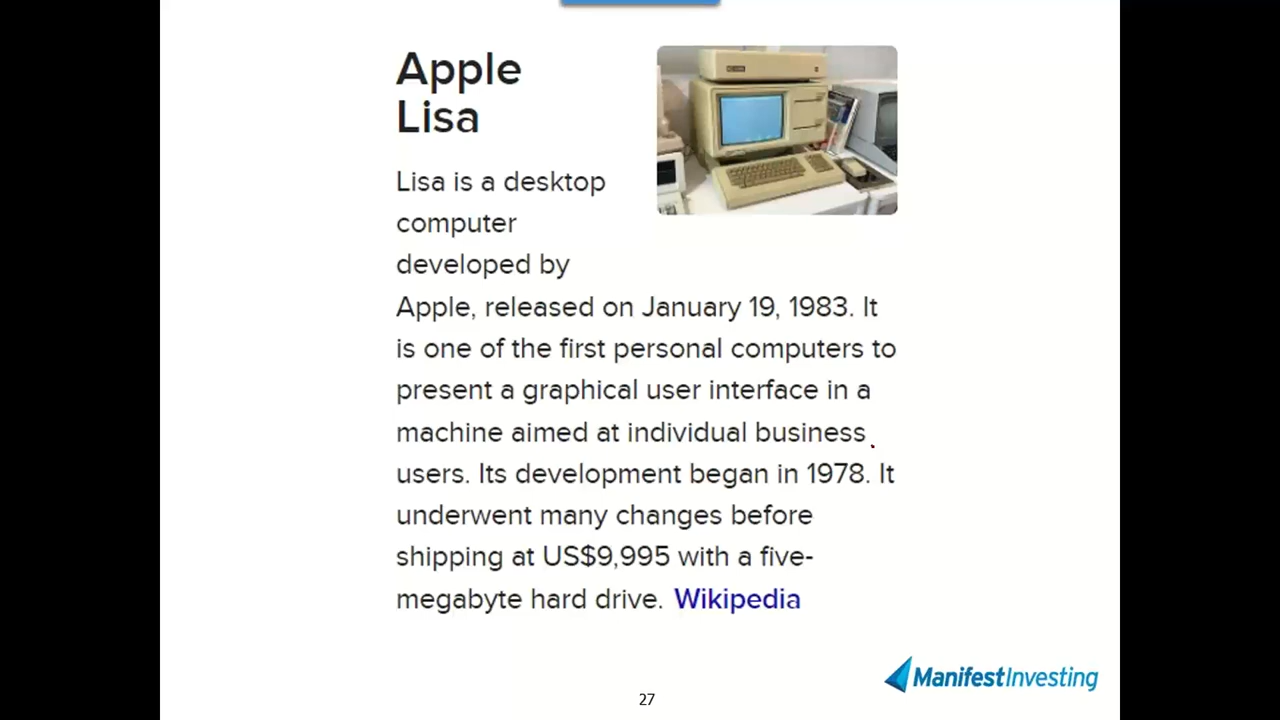 Apple
Lisa
Lisa is a desktop
computer
developed by
Apple, released on January 19, 1983. It
is one of the first personal computers to
present a graphical user interface in a
machine aimed at individual business
users. Its development began in 1978. It
underwent many changes before
shipping at US$9,995 with a five-
megabyte hard drive. Wikipedia
ManifestInvesting
27